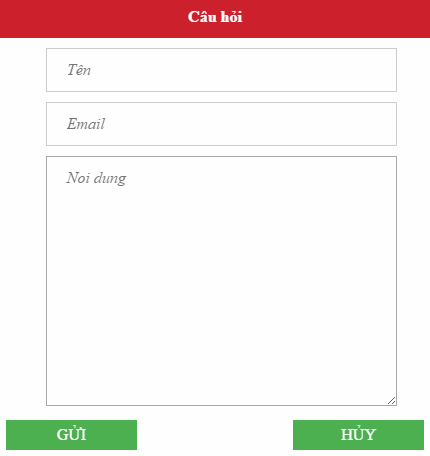 Câu hỏi
Tên
Email
Noi dung
GỬI
HỦY